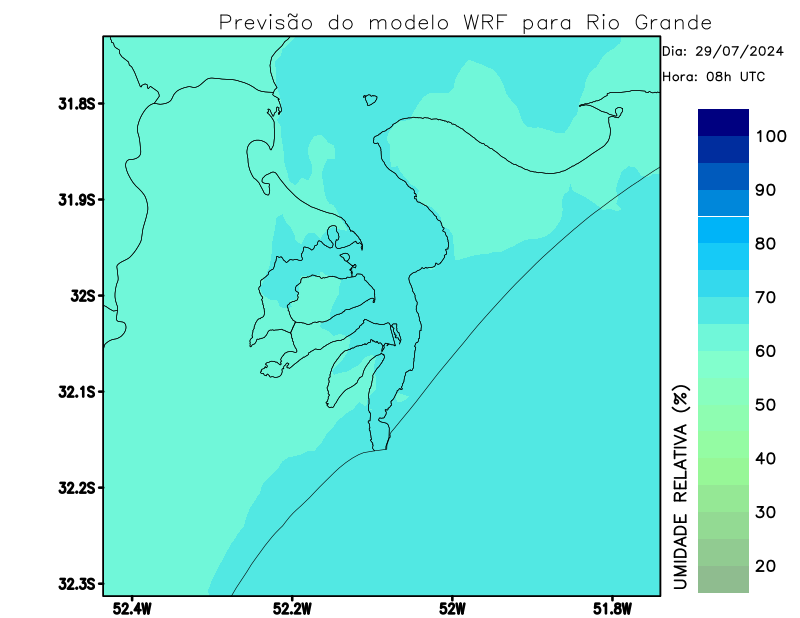 Previsão do modelo WRF para Rio Grande
Dia: 29/07/2024
Hora: 08h UTC
31.8S
31.9S
32S
32.1S
32.2S
32.3S
52.4W
52.2W
52W
51.8W
100
90
80
70
60
50
40
30
20
UMIDADE RELATIVA (%)